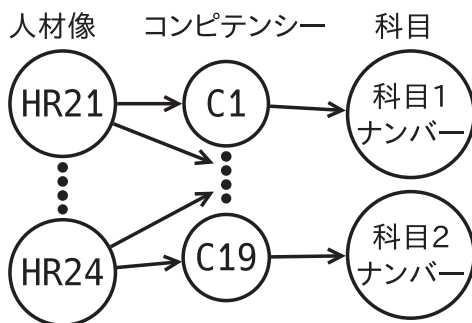 人材像 コンピテンシー 科目
HR21
C1
科目1
ナンバー
HR24
C19
科目2
ナンバー